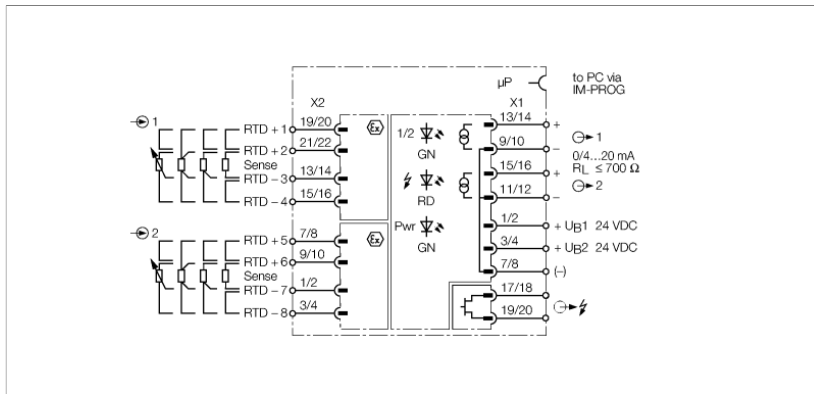 µP
to PC via
IM-PROG
X2
X1
1
RTD + 1 19/20
RTD + 2 21/22
Sense
RTD – 3 13/14
RTD – 4 15/16
Ex
2
RTD + 5 7/8
RTD + 6 9/10
Sense
RTD – 7 1/2
RTD – 8 3/4
Ex
1/2
GN
RD
Pwr
GN
13/14 +
1
9/10 –
0/4...20 mA
RL ≤ 700 Ω
15/16 +
2
11/12 –
1/2 + UB1 24 VDC
3/4 + UB2 24 VDC
7/8 (–)
17/18
19/20